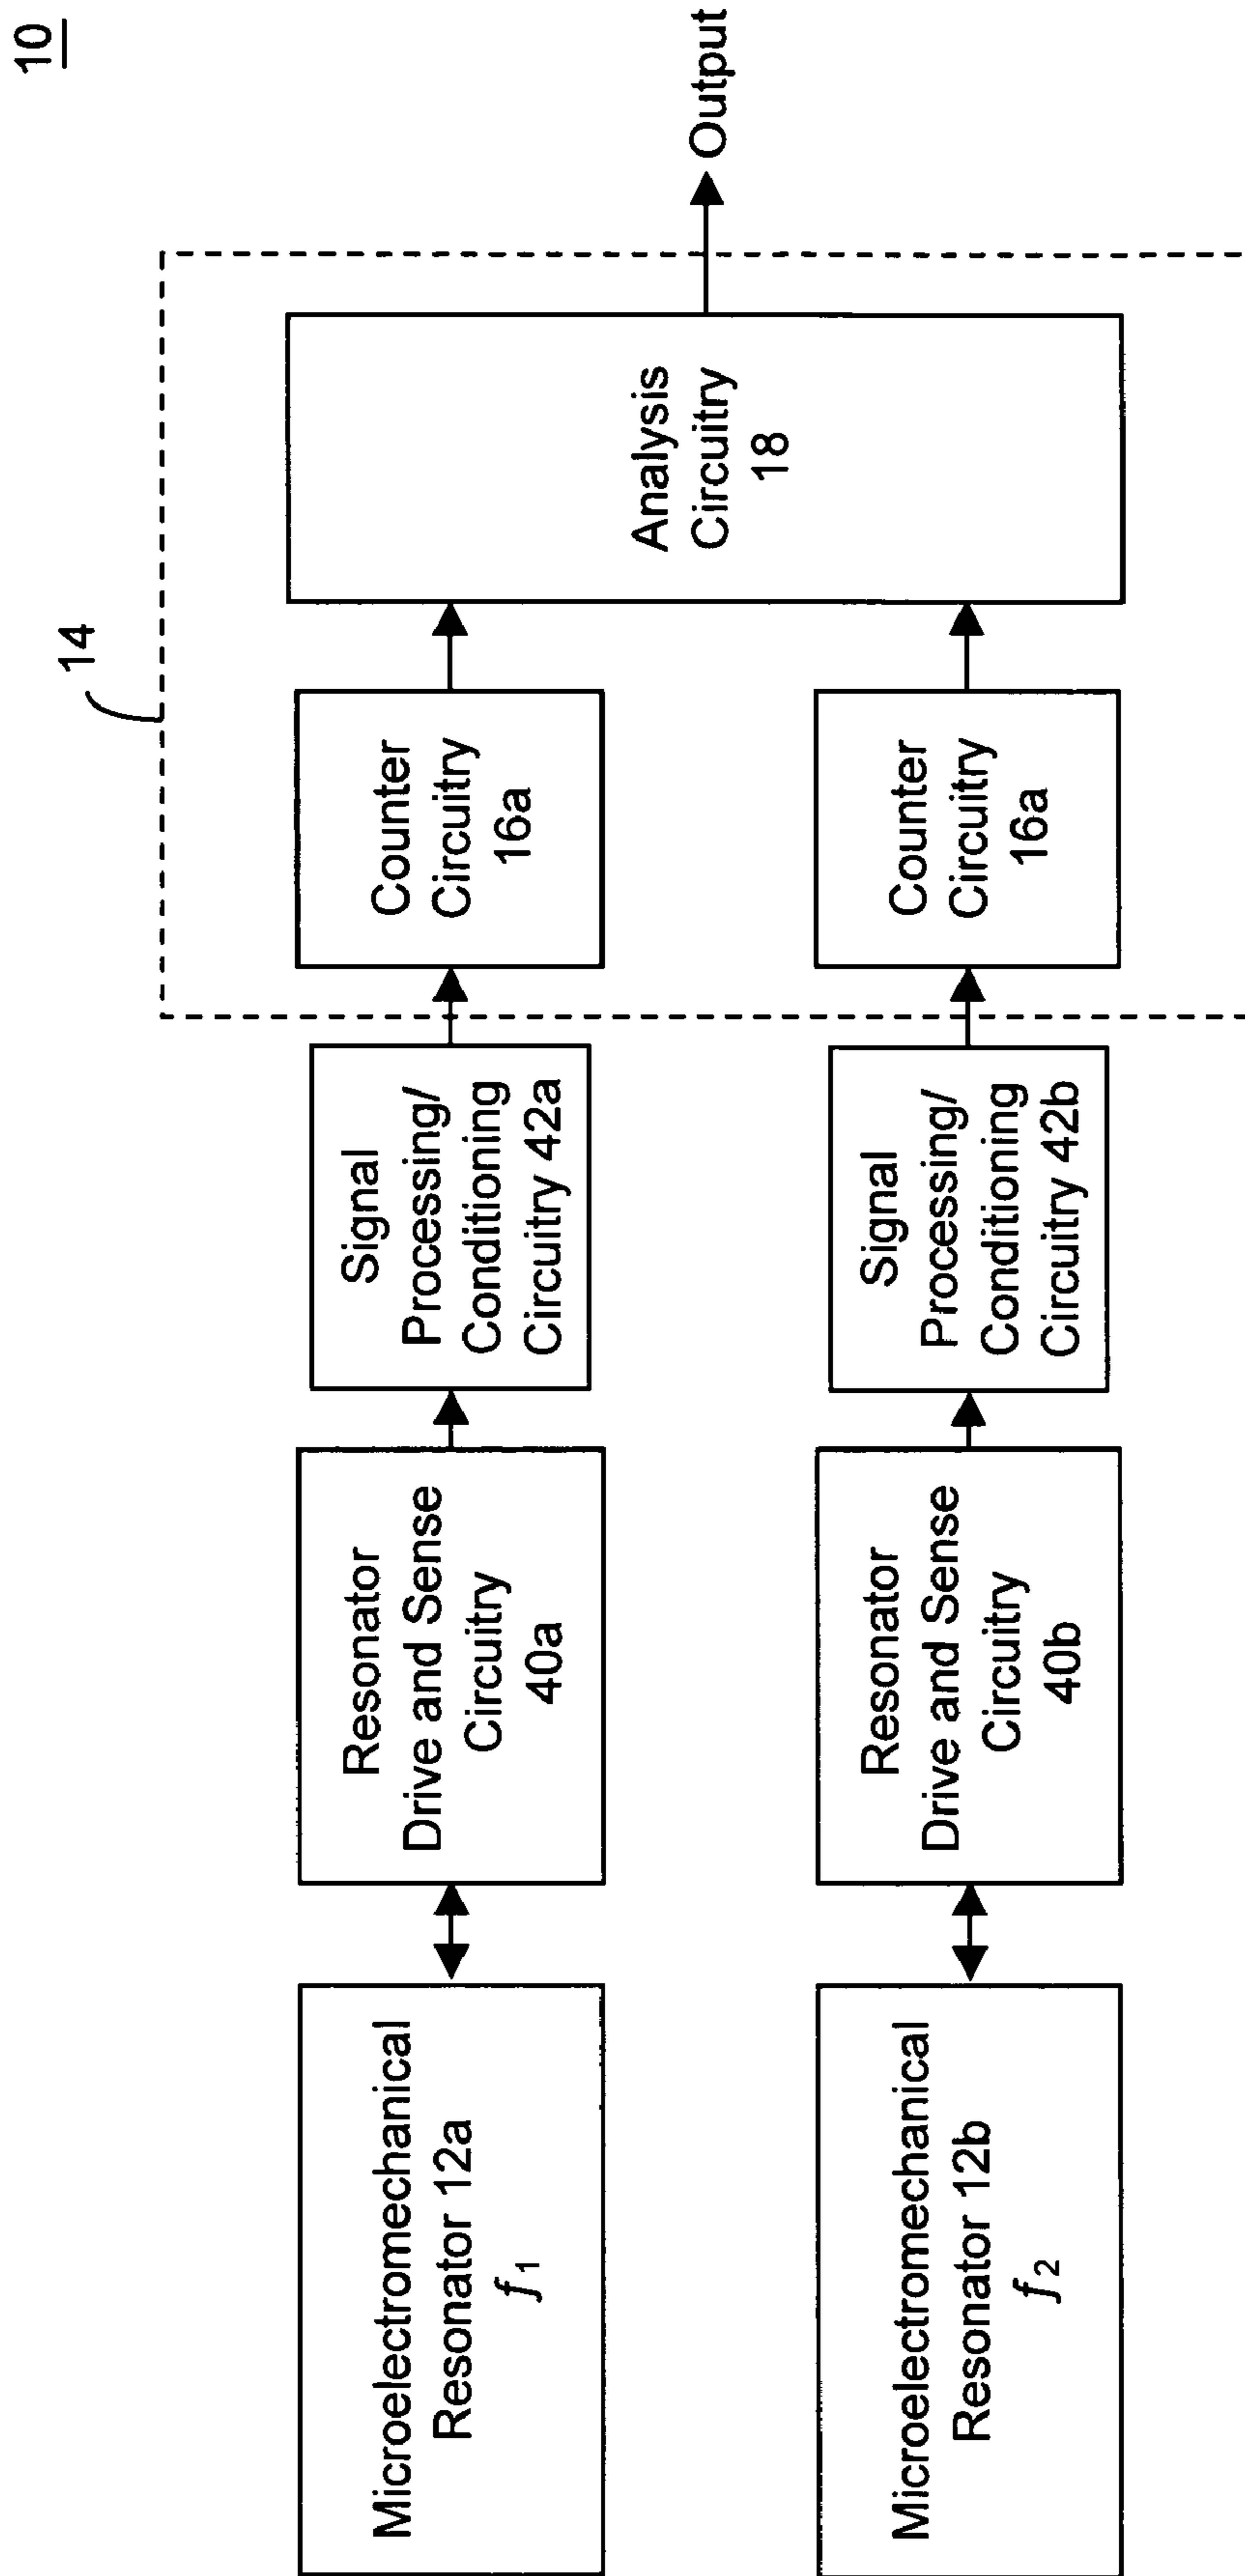 10
14
Microelectromechanical
Resonator 12a
f1
Resonator
Drive and Sense
Circuitry
40a
Signal
Processing/
Conditioning
Circuitry 42a
Counter
Circuitry
16a
Analysis
Circuitry
18
Output
Microelectromechanical
Resonator 12b
f2
Resonator
Drive and Sense
Circuitry
40b
Signal
Processing/
Conditioning
Circuitry 42b
Counter
Circuitry
16a